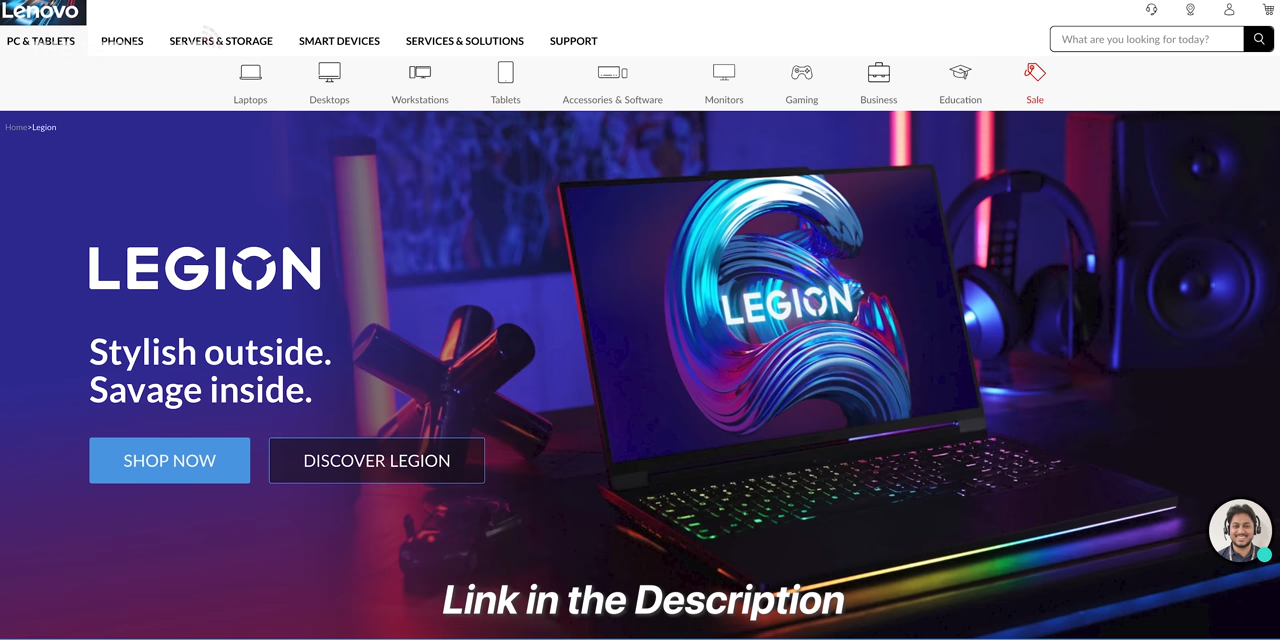 Lenovo
PC & TABLETS PHONES SERVERS & STORAGE SMART DEVICES SERVICES & SOLUTIONS SUPPORT
What are you looking for today?
Laptops Desktops Workstations Tablets Accessories & Software Monitors Gaming Business Education Sale
Home>Legion
LEGION
Stylish outside.
Savage inside.
SHOP NOW DISCOVER LEGION
LEGION
Link in the Description